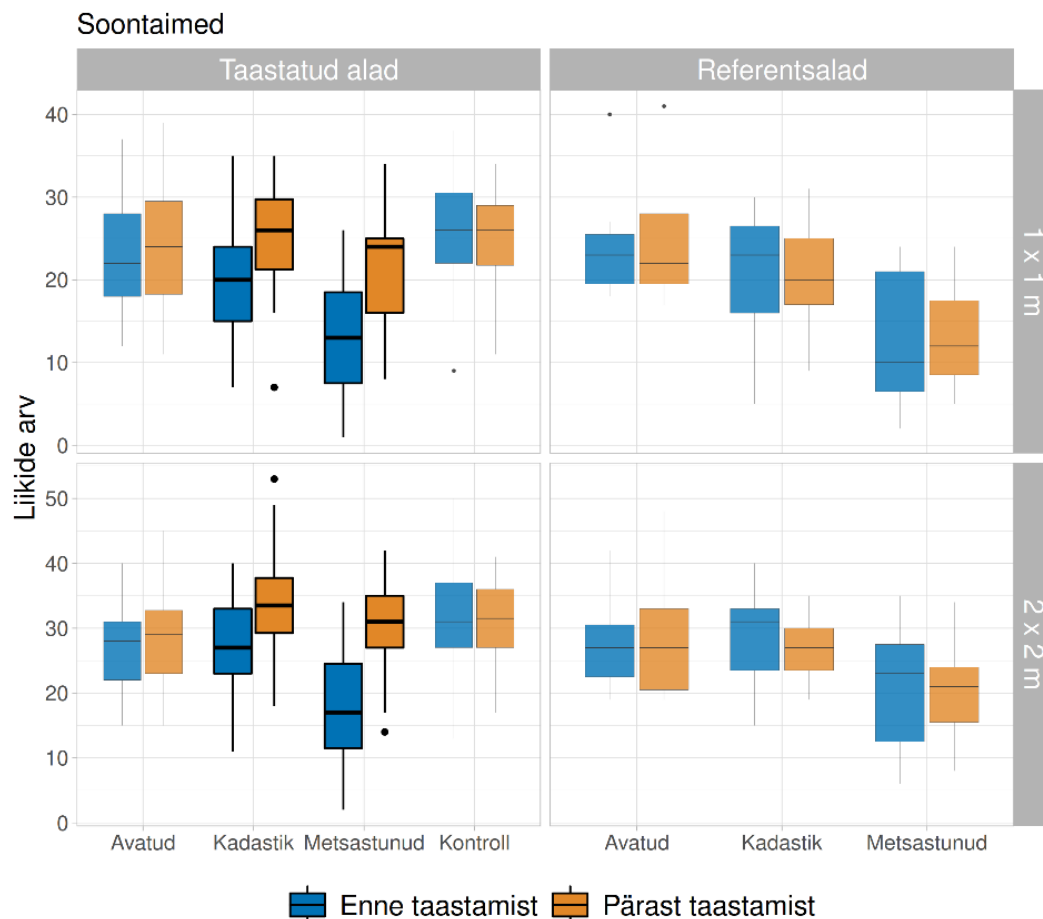 Soontaimed
Taastatud alad
Referentsalad
40
30
20
10
0
1 x 1 m
Liikide arv
50
40
30
20
10
0
2 x 2 m
Avatud Kadastik Metsastunud Kontroll
Avatud Kadastik Metsastunud
Enne taastamist Pärast taastamist